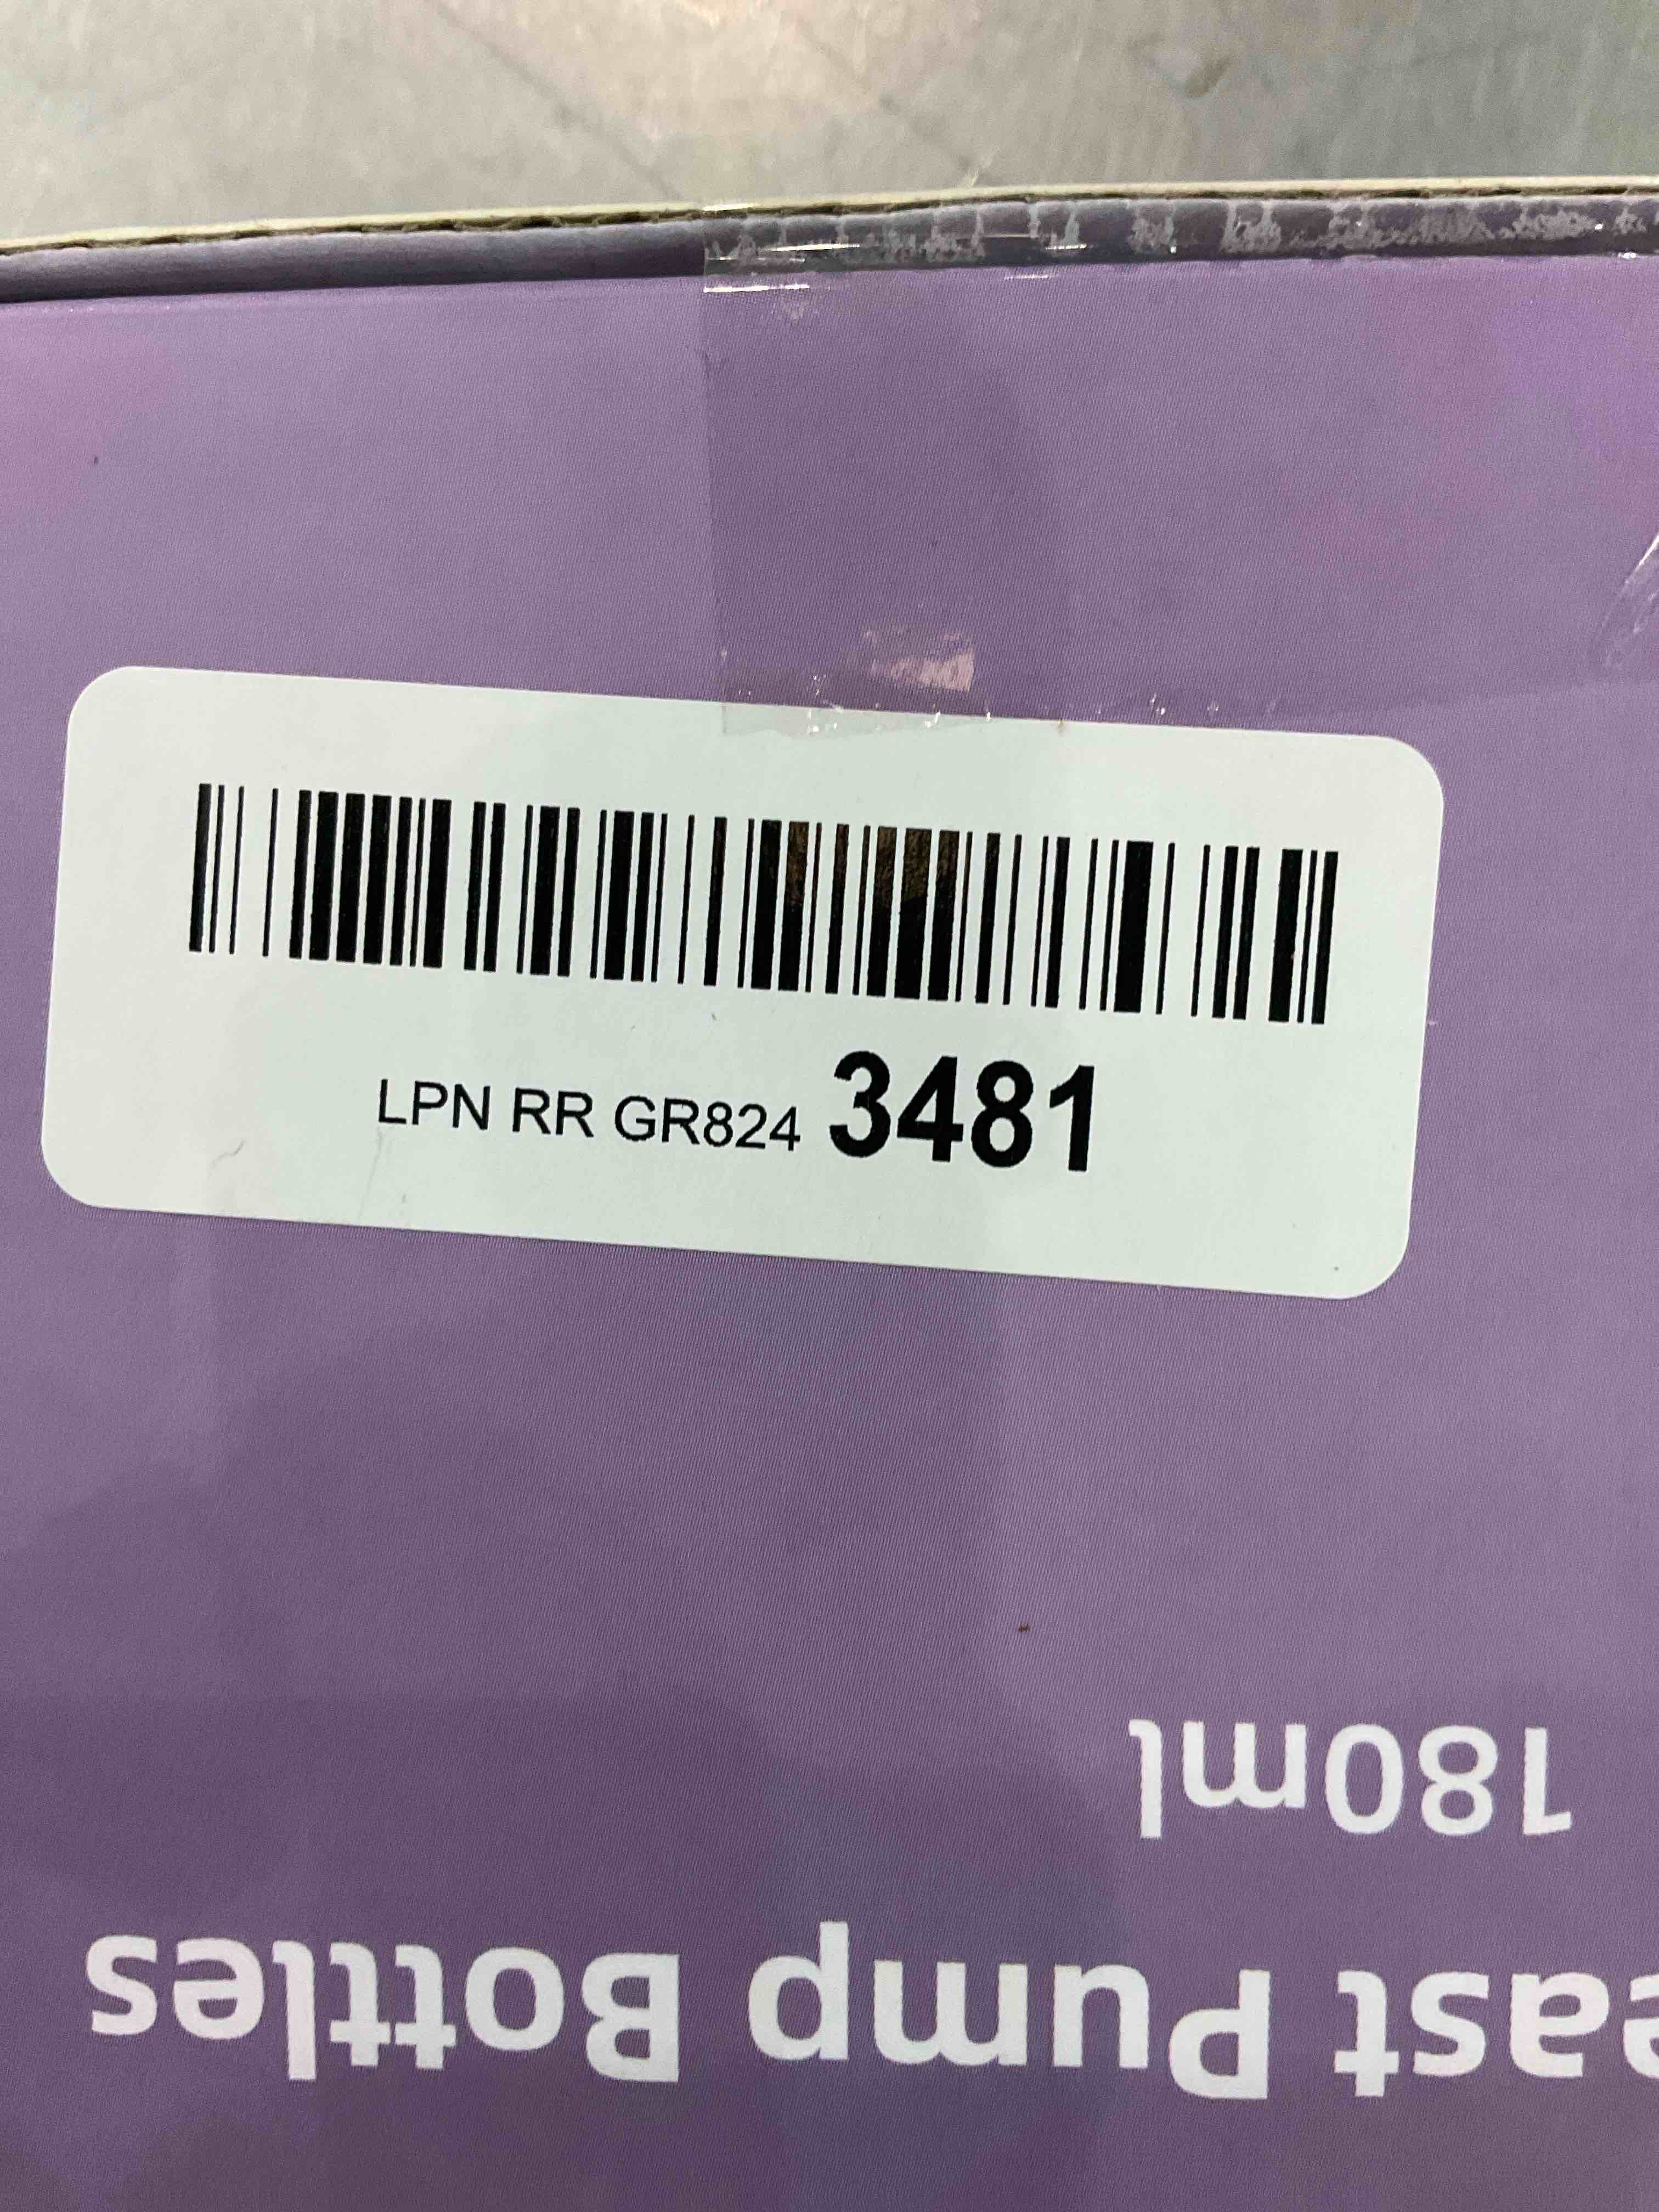 LPN RR GR824 3481
east Pump Bottles
180ml